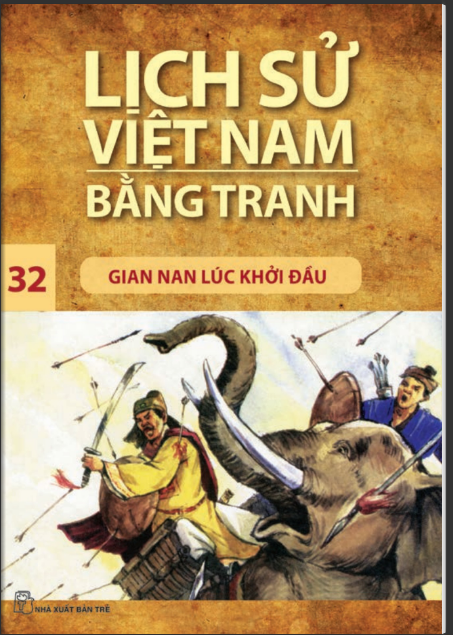 LỊCH SỬ
VIỆT NAM
BẰNG TRANH
32
GIAN NAN LÚC KHỞI ĐẦU
NHÀ XUẤT BẢN TRẺ